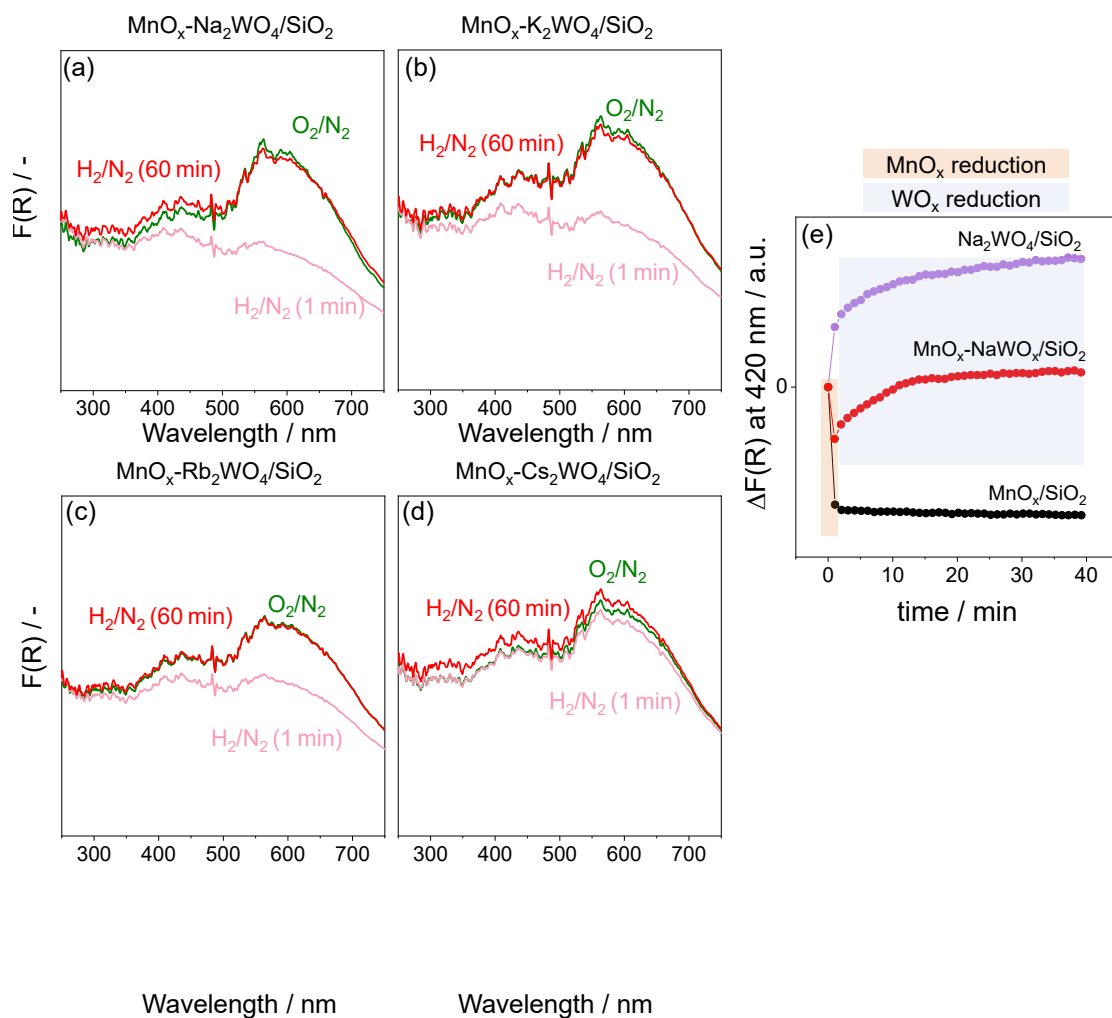 MnOₓ-Na₂WO₄/SiO₂
(a)
O₂/N₂
H₂/N₂ (60 min)
H₂/N₂ (1 min)
F(R) / -
300 400 500 600 700
Wavelength / nm
MnOₓ-K₂WO₄/SiO₂
(b)
O₂/N₂
H₂/N₂ (60 min)
H₂/N₂ (1 min)
300 400 500 600 700
Wavelength / nm
MnOₓ-Rb₂WO₄/SiO₂
(c)
O₂/N₂
H₂/N₂ (60 min)
H₂/N₂ (1 min)
F(R) / -
300 400 500 600 700
Wavelength / nm
MnOₓ-Cs₂WO₄/SiO₂
(d)
O₂/N₂
H₂/N₂ (60 min)
H₂/N₂ (1 min)
300 400 500 600 700
Wavelength / nm
MnOₓ reduction
WOₓ reduction
(e)
Na₂WO₄/SiO₂
MnOₓ-NaWOₓ/SiO₂
MnOₓ/SiO₂
0
ΔF(R) at 420 nm / a.u.
0 10 20 30 40
time / min